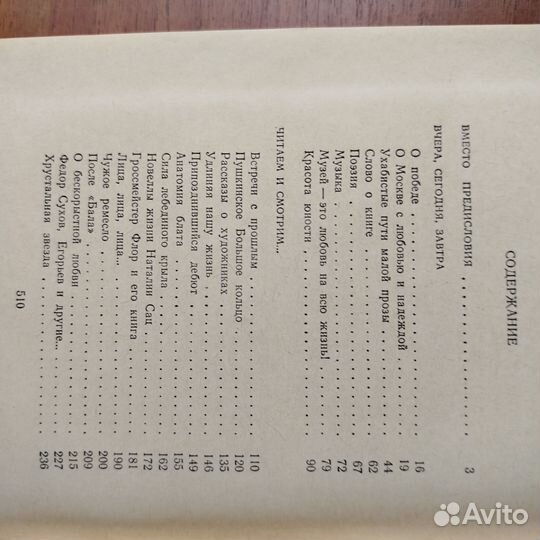 СОДЕРЖАНИЕ
ВМЕСТО ПРЕДИСЛОВИЯ . . . . . . . . 3
ВЧЕРА, СЕГОДНЯ, ЗАВТРА
О победе . . . . . . . . . . 16
О Москве с любовью и надеждой . . . . 19
Ухабистые пути малой прозы . . . . . 44
Слово о книге . . . . . . . . . 62
Поэзия . . . . . . . . . . . 67
Музыка . . . . . . . . . . . 72
Музей — это любовь на всю жизнь! . . . 79
Красота юности . . . . . . . . . 90
ЧИТАЕМ И СМОТРИМ...
Встречи с прошлым . . . . . . . . 110
Пушкинское Большое кольцо . . . . . 120
Рассказы о художниках . . . . . . . 135
Удлиняя нашу жизнь . . . . . . . 146
Припозднившийся дебют . . . . . . 149
Анатомия блата . . . . . . . . . 155
Сила лебединого крыла . . . . . . 162
Новеллы жизни Наталии Сац . . . . . 172
Гроссмейстер Флор и его книга . . . . 181
Лица, лица, лица... . . . . . . . . 190
Чужое ремесло . . . . . . . . . 200
После «Бала» . . . . . . . . . 209
О бескорыстной любви . . . . . . . 215
Федор Сухов, Егорьев и другие... . . . 227
Хрустальная звезда . . . . . . . . 236
510
Avito